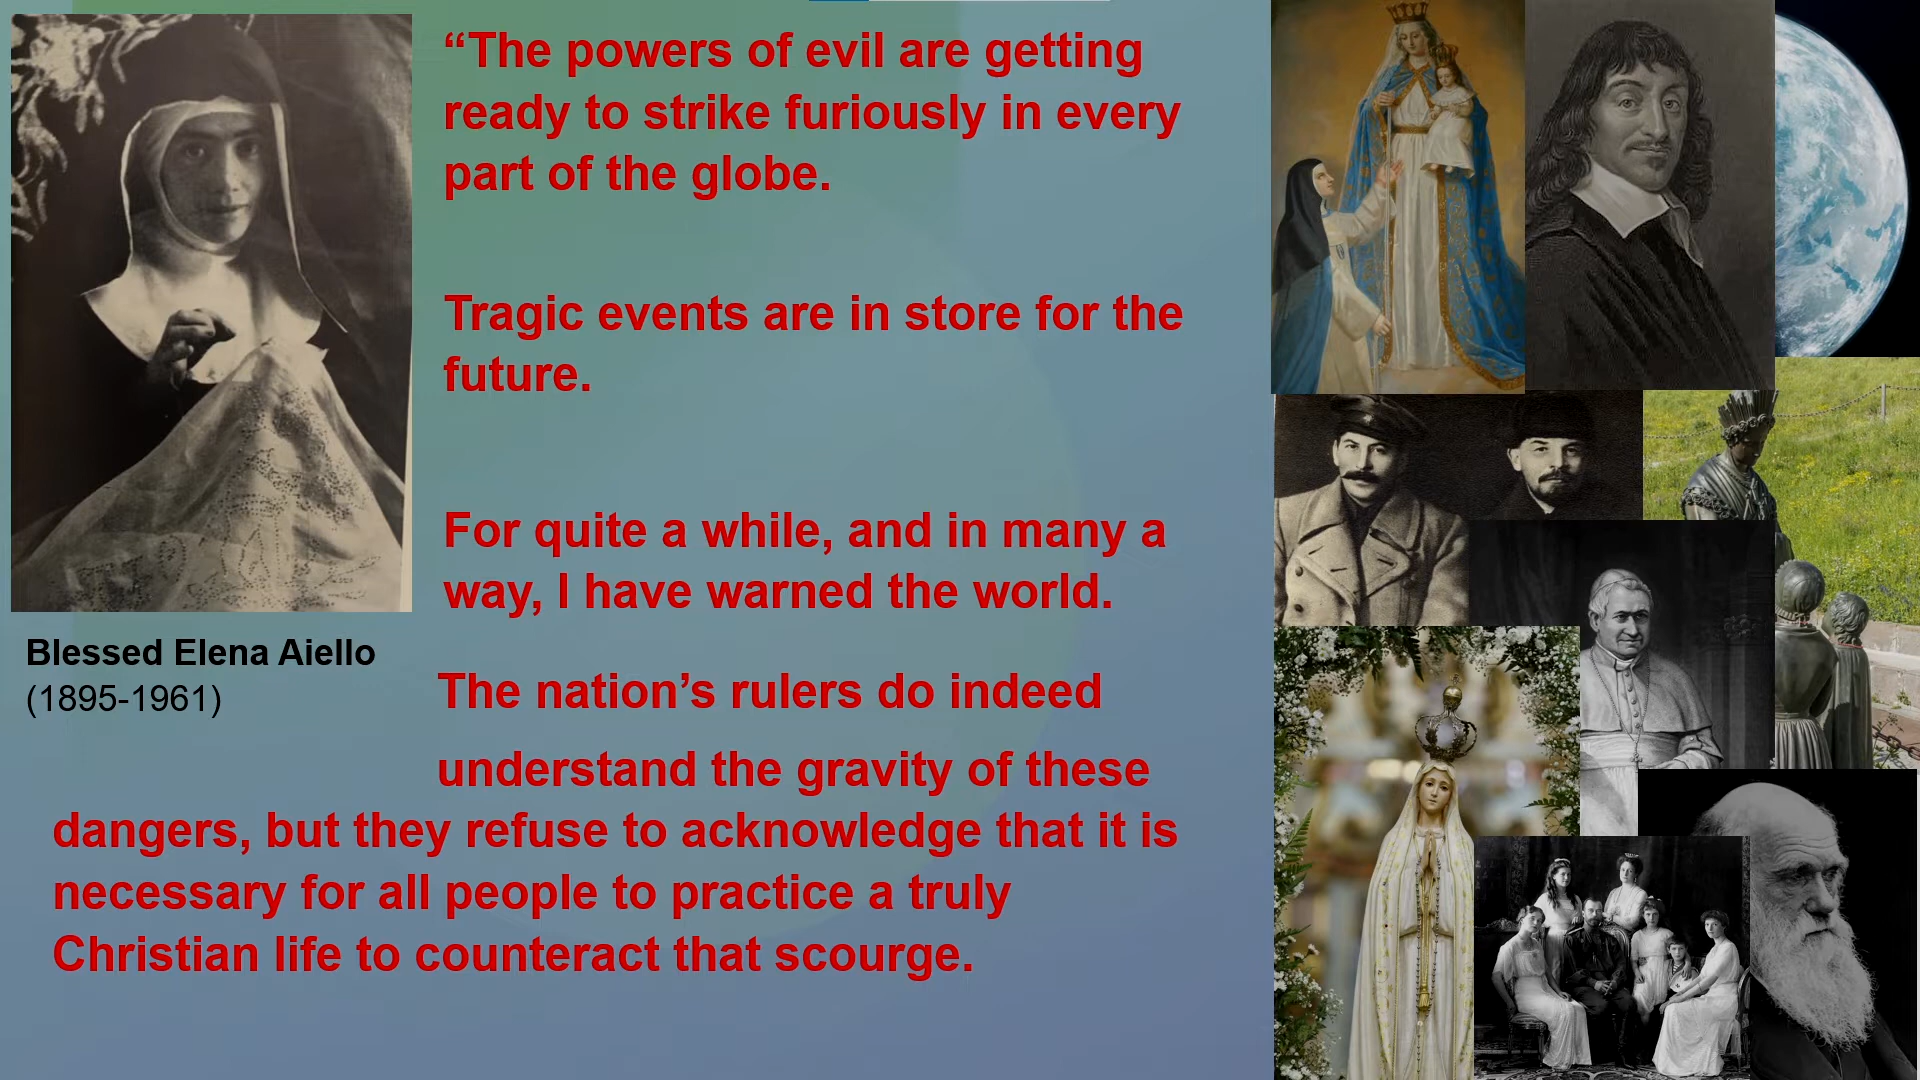 “The powers of evil are getting
ready to strike furiously in every
part of the globe.
Tragic events are in store for the
future.
For quite a while, and in many a
way, I have warned the world.
Blessed Elena Aiello
(1895-1961)
The nation’s rulers do indeed
understand the gravity of these
dangers, but they refuse to acknowledge that it is
necessary for all people to practice a truly
Christian life to counteract that scourge.